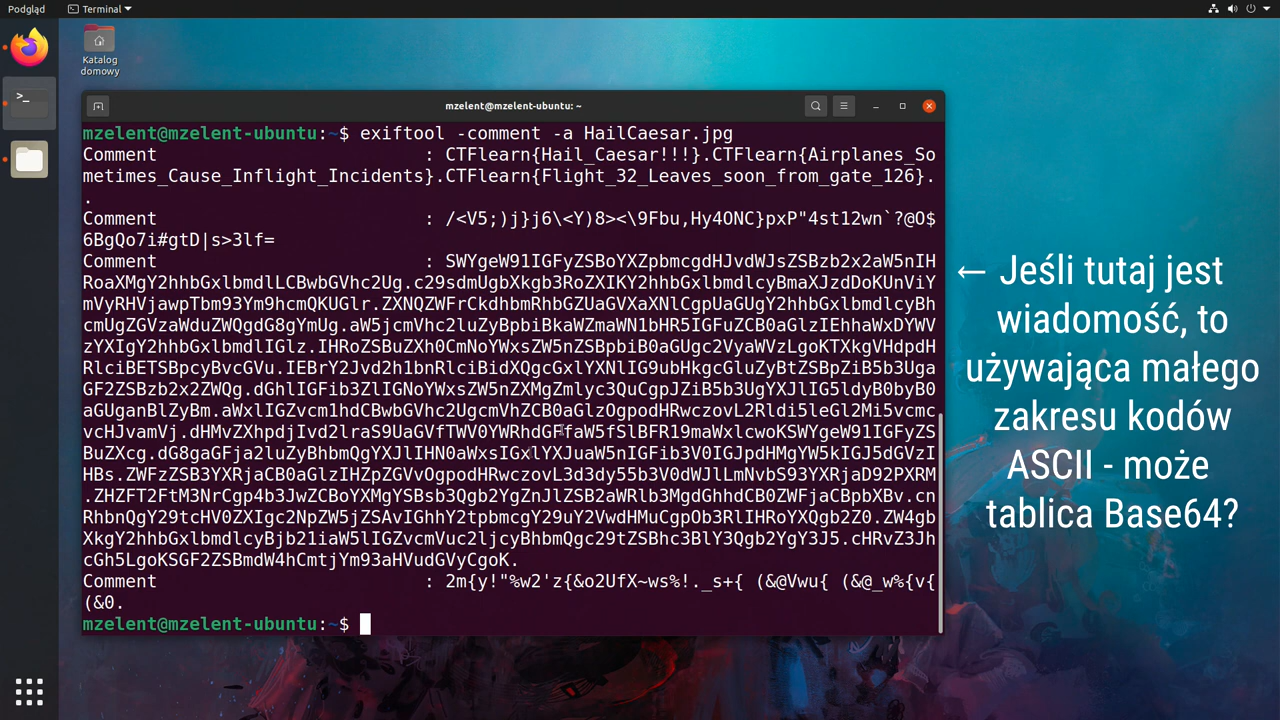 Podgląd
Terminal
Katalog
domowy
mzelent@mzelent-ubuntu: ~
mzelent@mzelent-ubuntu:~$ exiftool -comment -a HailCaesar.jpg
Comment : CTFlearn{Hail_Caesar!!!}.CTFlearn{Airplanes_So
metimes_Cause_Inflight_Incidents}.CTFlearn{Flight_32_Leaves_soon_from_gate_126}.
.
Comment : /<V5;)j}j6\<Y)8><\9Fbu,Hy4ONC}pxP"4st12wn`?@O$
6BgQo7i#gtD|s>3lf=
Comment : SWYgeW91IGFyZSBoYXZpbmcgdHJvdWJsZSBzb2x2aW5nIH
RoaXMgY2hhbGxlbmdlLCBwbGVhc2Ug.c29sdmUgbXkgb3RoZXIKY2hhbGxlbmdlcyBmaXJzdDoKUnViY
mVyRHVjawpTbm93Ym9hcmQKUGlr.ZXNQZWFrCkdhbmRhbGZUaGVXaXNlCgpUaGUgY2hhbGxlbmdlcyBh
cmUgZGVzaWduZWQgdG8gYmUg.aW5jcmVhc2luZyBpbiBkaWZmaWN1bHR5IGFuZCB0aGlzIEhhaWxDYWV
zYXIgY2hhbGxlbmdlIGlz.IHRoZSBuZXh0CmNoYWxsZW5nZSBpbiB0aGUgc2VyaWVzLgoKTXkgVHdpdH
RlciBETSBpcyBvcGVu.IEBrY2Jvd2h1bnRlciBidXQgcGxlYXNlIG9ubHkgcGluZyBtZSBpZiB5b3Uga
GF2ZSBzb2x2ZWQg.dGhlIGFib3ZlIGNoYWxsZW5nZXMgZmlyc3QuCgpJZiB5b3UgYXJlIG5ldyB0byB0
aGUganBlZyBm.aWxlIGZvcm1hdCBwbGVhc2UgcmVhZCB0aGlzOgpodHRwczovL2Rldi5leGl2Mi5vcmc
vcHJvamVj.dHMvZXhpdjIvd2lraS9UaGVfTWV0YWRhdGFfaW5fSlBFR19maWxlcwoKSWYgeW91IGFyZS
BuZXcg.dG8gaGFja2luZyBhbmQgYXJlIHN0aWxsIGxlYXJuaW5nIGFib3V0IGJpdHMgYW5kIGJ5dGVzI
HBs.ZWFzZSB3YXRjaCB0aGlzIHZpZGVvOgpodHRwczovL3d3dy55b3V0dWJlLmNvbS93YXRjaD92PXRM
.ZHZFT2FtM3NrCgp4b3JwZCBoYXMgYSBsb3Qgb2YgZnJlZSB2aWRlb3MgdGhhdCB0ZWFjaCBpbXBv.cn
RhbnQgY29tcHV0ZXIgc2NpZW5jZSAvIGhhY2tpbmcgY29uY2VwdHMuCgpOb3RlIHRoYXQgb2Z0.ZW4gb
XkgY2hhbGxlbmdlcyBjb21iaW5lIGZvcmVuc2ljcyBhbmQgc29tZSBhc3BlY3Qgb2YgY3J5.cHRvZ3Jh
cGh5LgoKSGF2ZSBmdW4hCmtjYm93aHVudGVyCgoK.
Comment : 2m{y!"%w2'z{&o2UfX~ws%!._s+{ (&@Vwu{ (&@_w%{v{
(&0.
mzelent@mzelent-ubuntu:~$
← Jeśli tutaj jest
wiadomość, to
używająca małego
zakresu kodów
ASCII - może
tablica Base64?